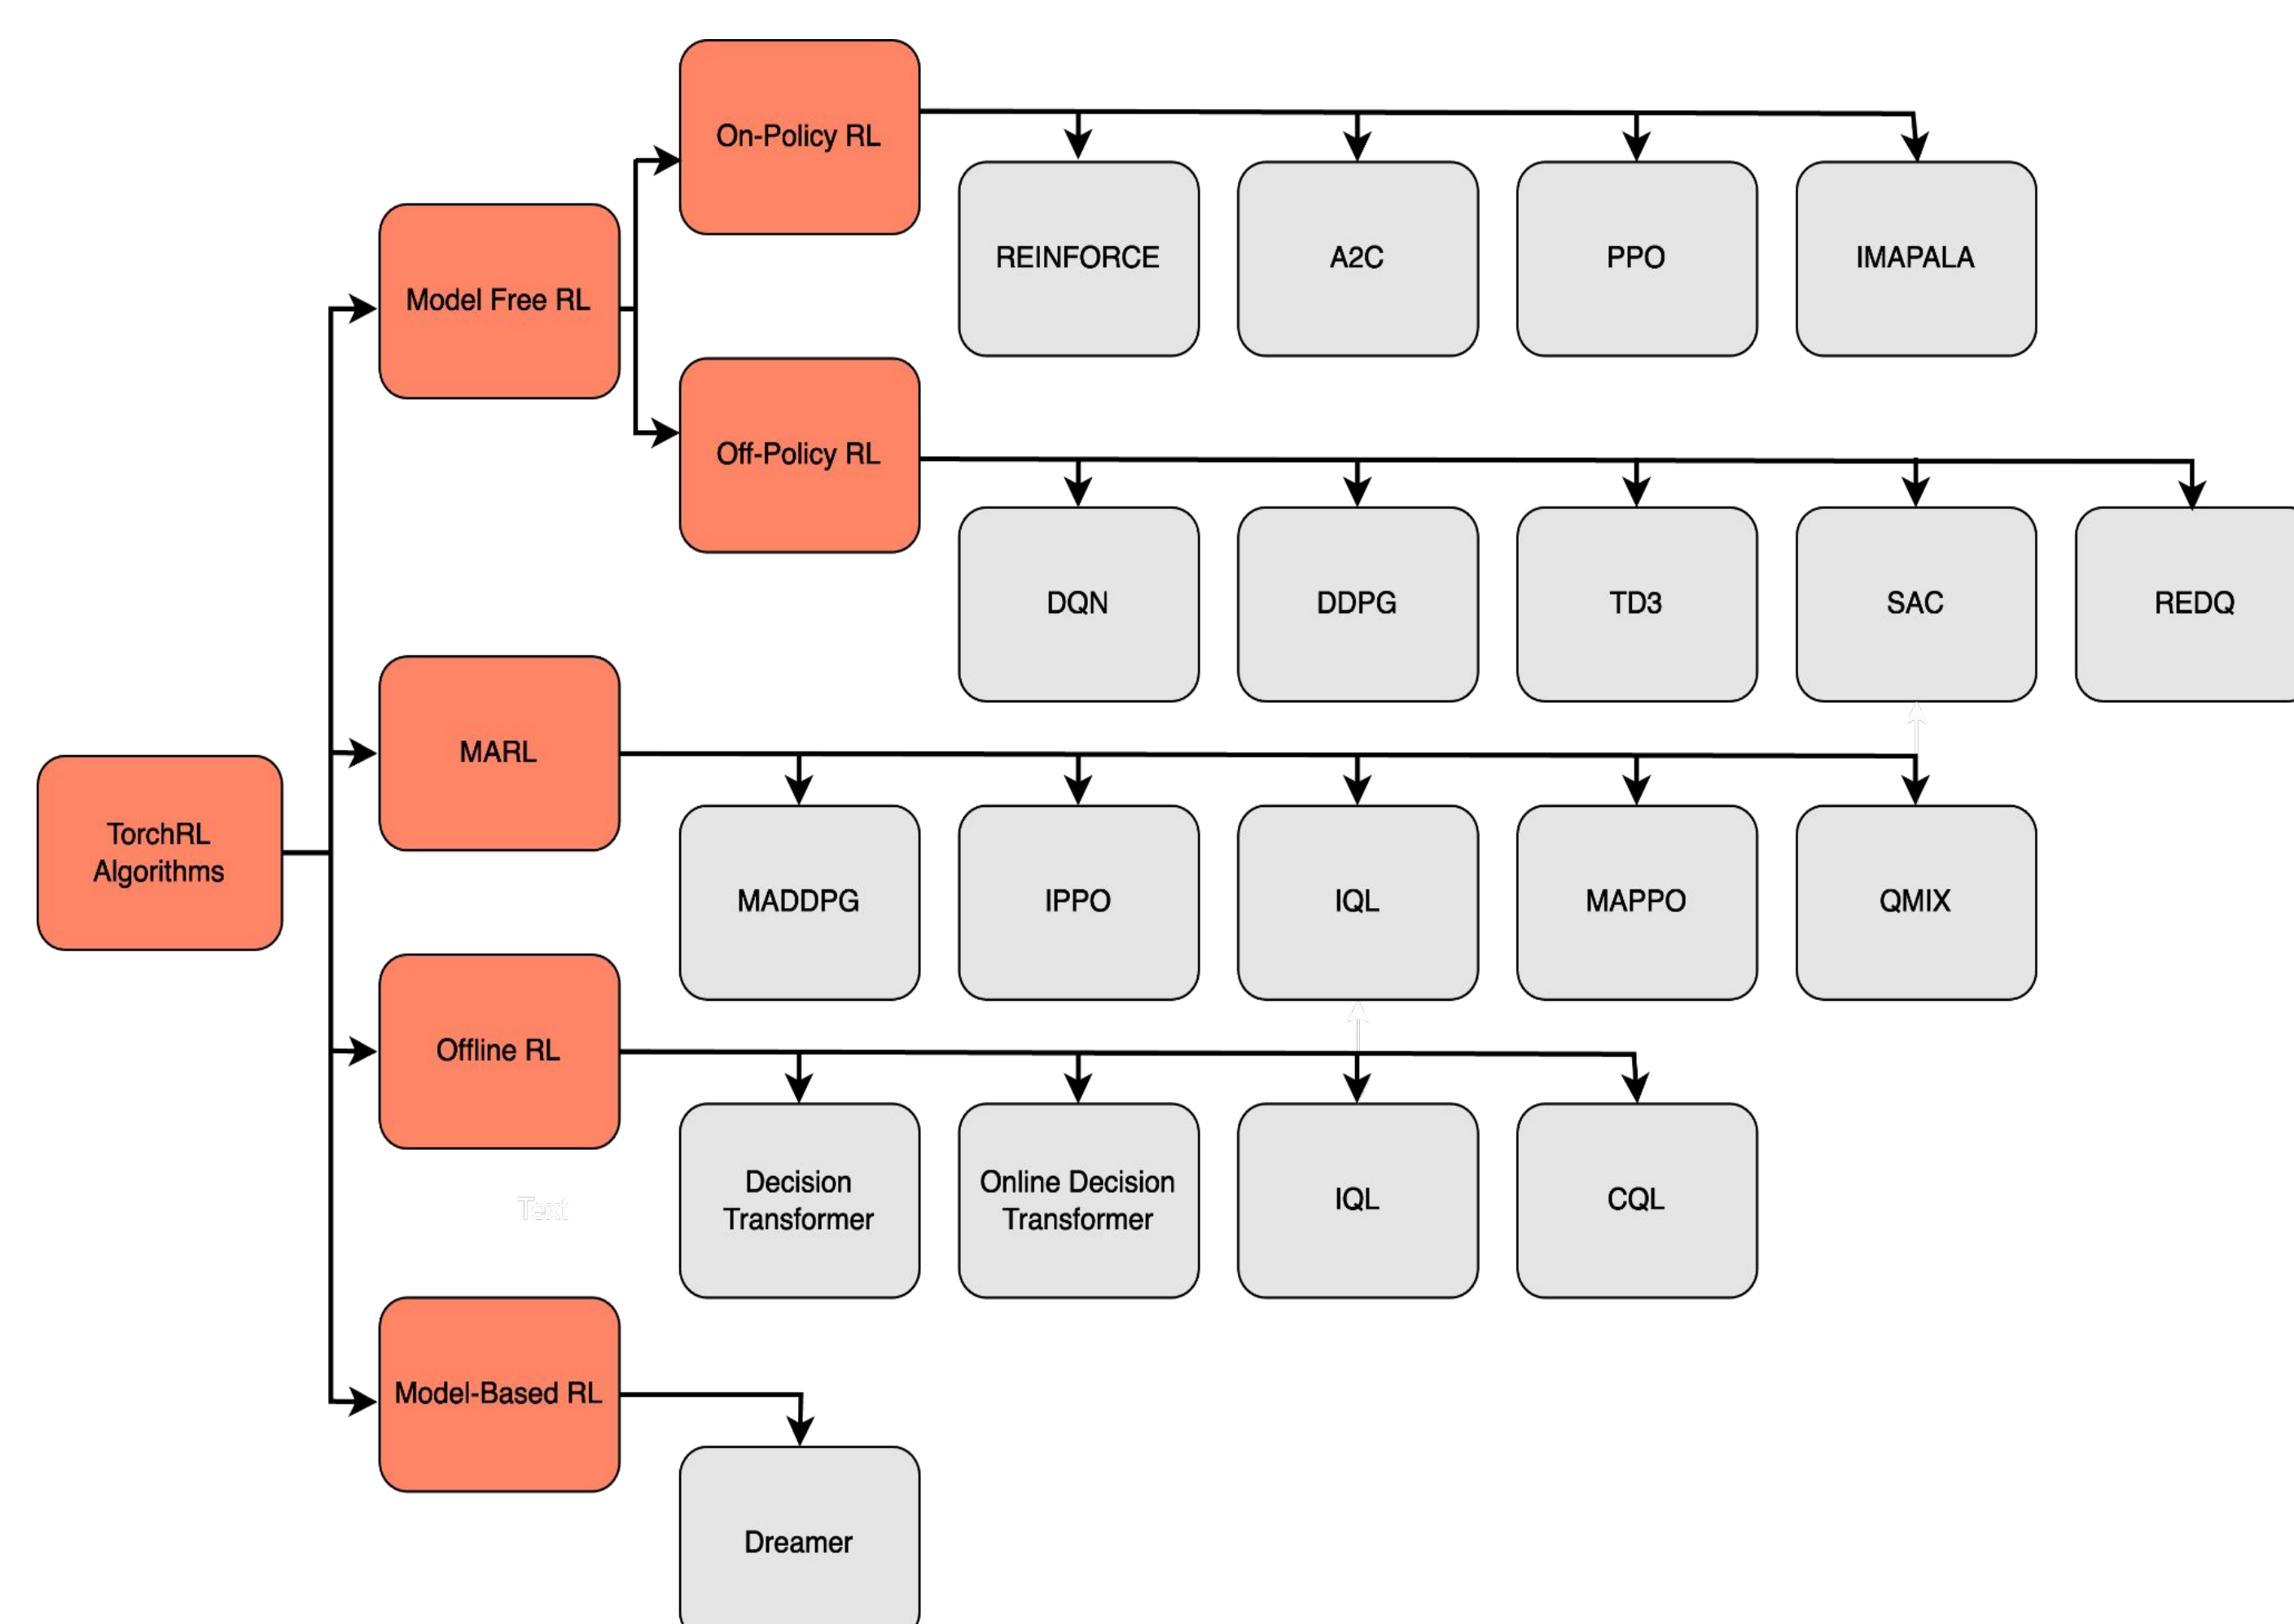 On-Policy RL
REINFORCE
A2C
PPO
IMAPALA
Model Free RL
Off-Policy RL
DQN
DDPG
TD3
SAC
REDQ
MARL
MADDPG
IPPO
IQL
MAPPO
QMIX
TorchRL
Algorithms
Offline RL
Decision
Transformer
Online Decision
Transformer
IQL
CQL
Text
Model-Based RL
Dreamer